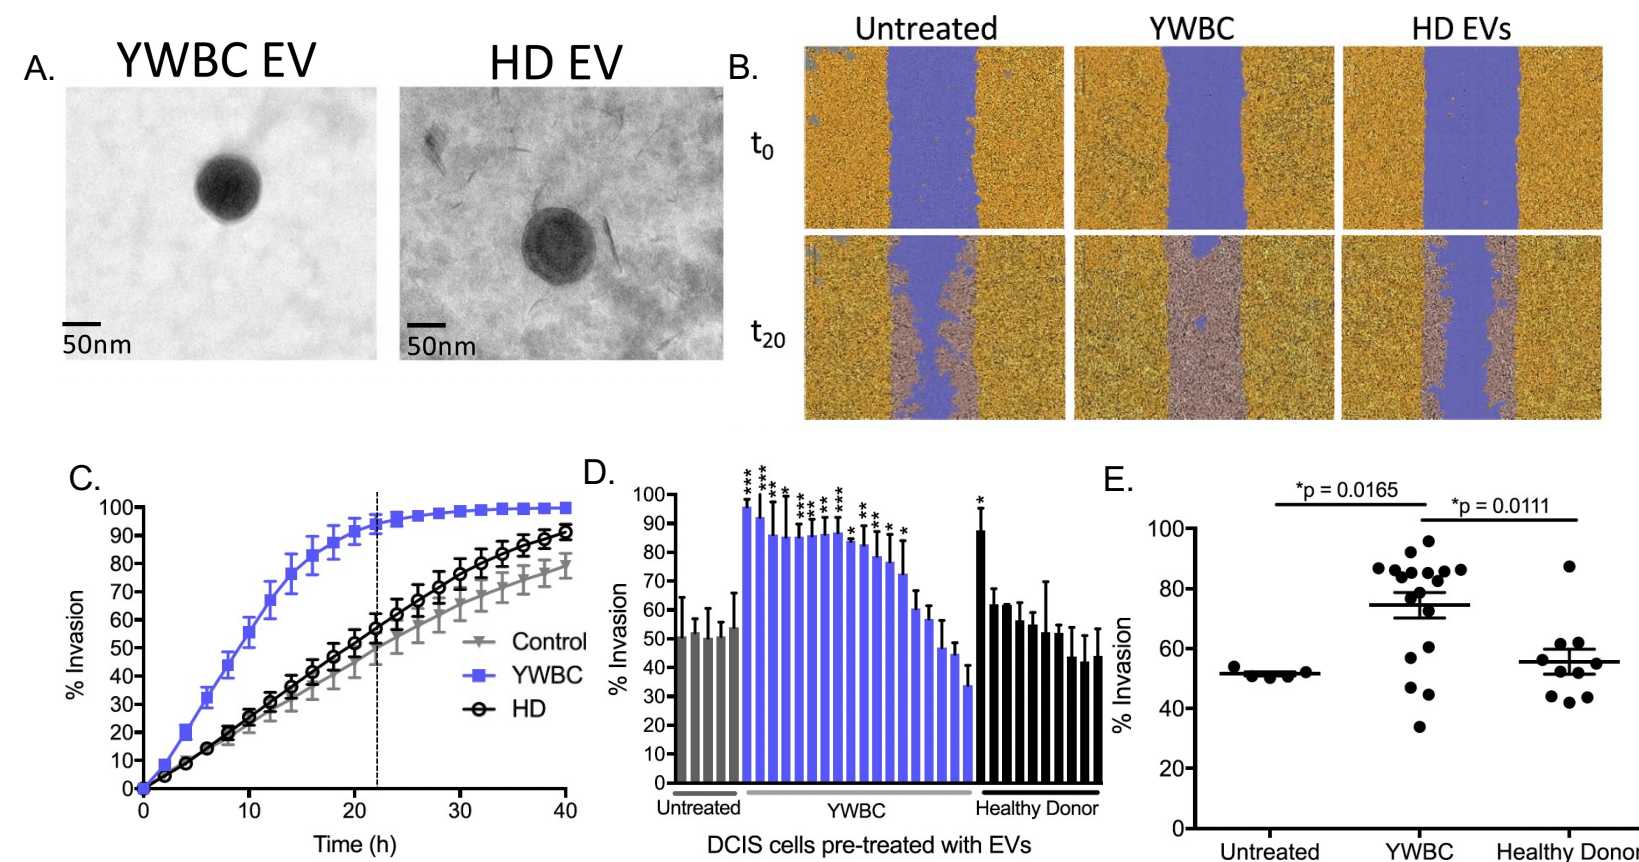 A.
YWBC EV
HD EV
50nm
50nm
B.
Untreated
YWBC
HD EVs
t0
t20
C.
% Invasion
100
90
80
70
60
50
40
30
20
10
0
0 10 20 30 40
Time (h)
Control
YWBC
HD
D.
% Invasion
100
90
80
70
60
50
40
30
20
10
0
*** *** ** * *** ** ** *** * ** ** * * *
Untreated YWBC Healthy Donor
DCIS cells pre-treated with EVs
E.
*p = 0.0165
*p = 0.0111
% Invasion
100
80
60
40
20
0
Untreated YWBC Healthy Donor